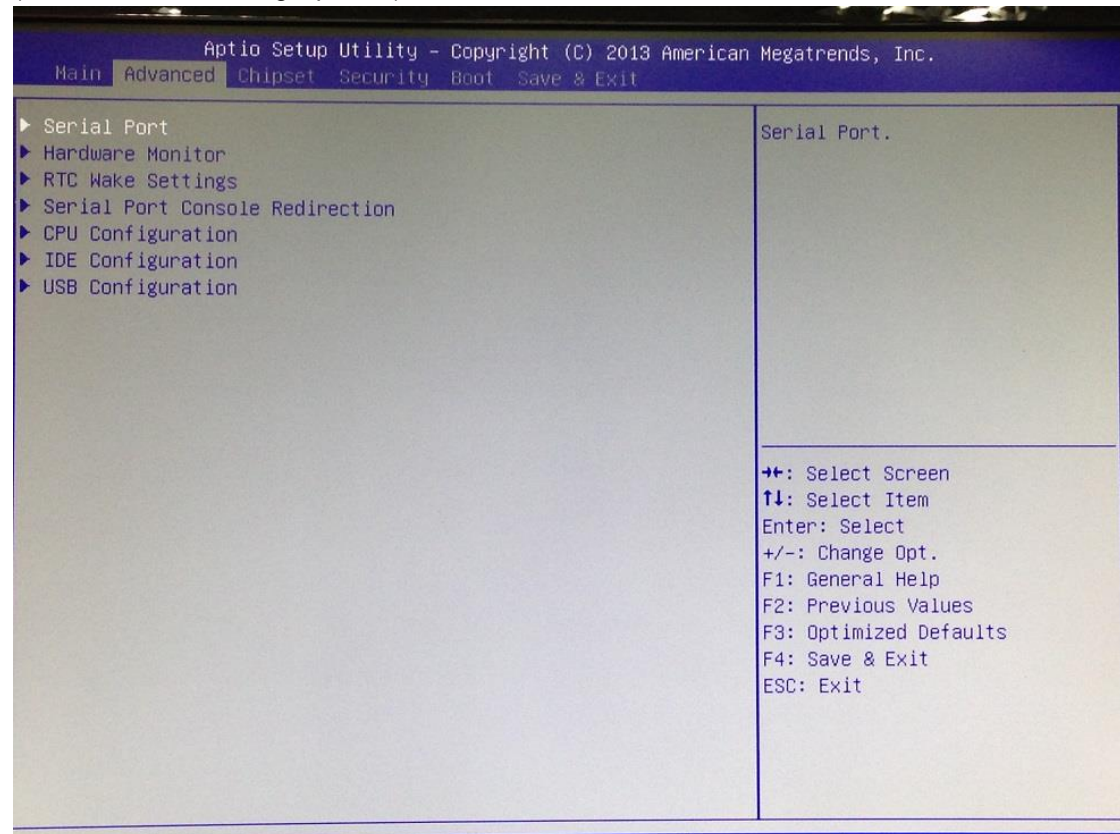 Aptio Setup Utility - Copyright (C) 2013 American Megatrends, Inc.
Main Advanced Chipset Security Boot Save & Exit
▶ Serial Port
▶ Hardware Monitor
▶ RTC Wake Settings
▶ Serial Port Console Redirection
▶ CPU Configuration
▶ IDE Configuration
▶ USB Configuration
Serial Port.
→←: Select Screen
↑↓: Select Item
Enter: Select
+/-: Change Opt.
F1: General Help
F2: Previous Values
F3: Optimized Defaults
F4: Save & Exit
ESC: Exit